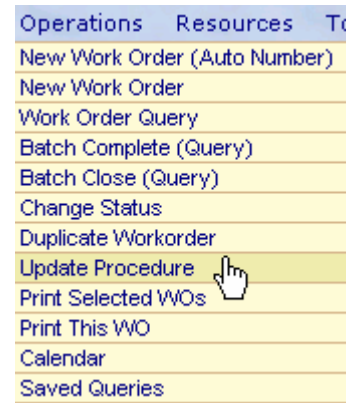 Operations Resources To
New Work Order (Auto Number)
New Work Order
Work Order Query
Batch Complete (Query)
Batch Close (Query)
Change Status
Duplicate Workorder
Update Procedure
Print Selected WOs
Print This WO
Calendar
Saved Queries